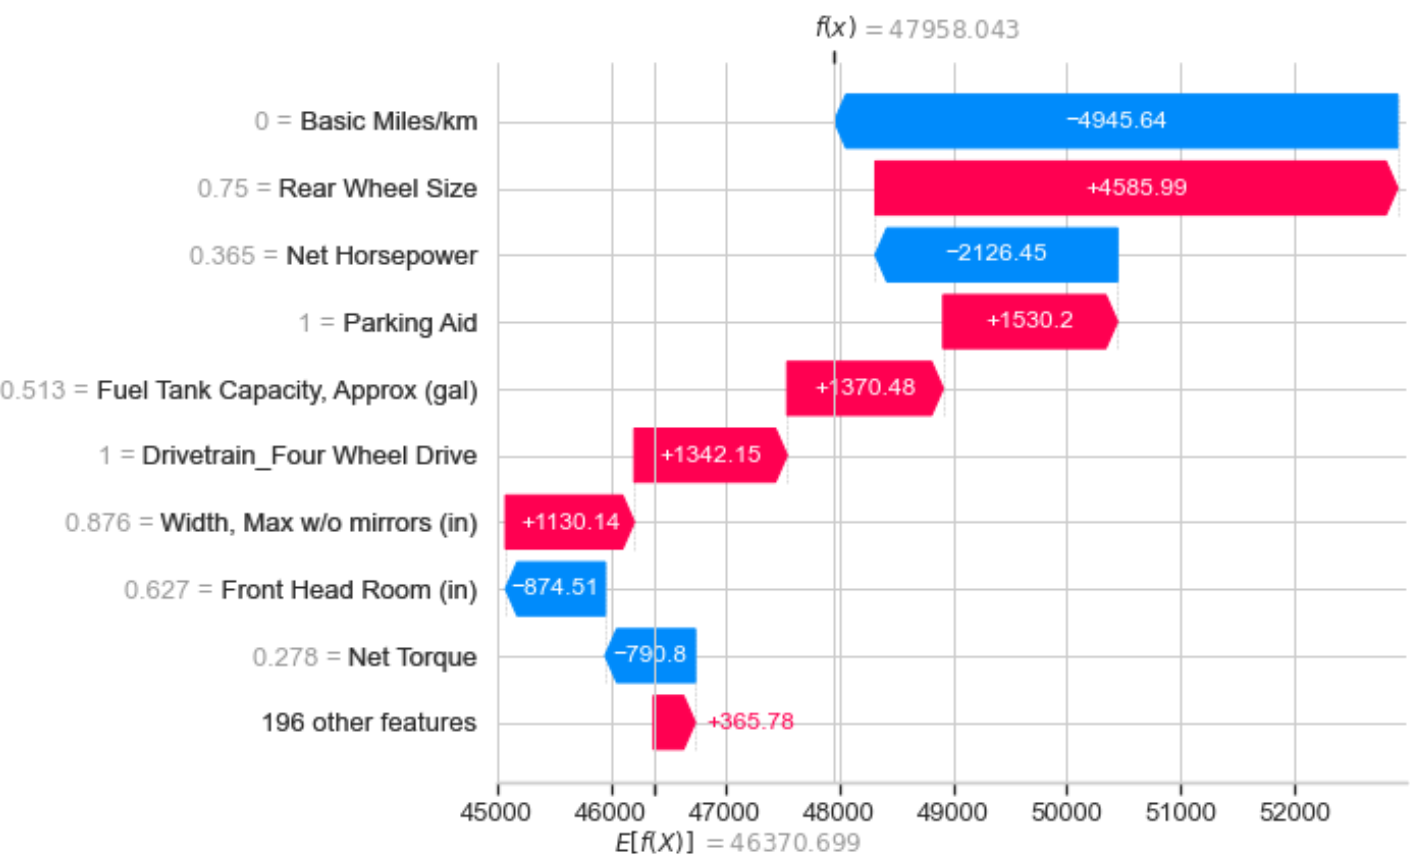 f(x) = 47958.043
0 = Basic Miles/km −4945.64
0.75 = Rear Wheel Size +4585.99
0.365 = Net Horsepower −2126.45
1 = Parking Aid +1530.2
0.513 = Fuel Tank Capacity, Approx (gal) +1370.48
1 = Drivetrain_Four Wheel Drive +1342.15
0.876 = Width, Max w/o mirrors (in) +1130.14
0.627 = Front Head Room (in) −874.51
0.278 = Net Torque −790.8
196 other features +365.78
45000 46000 47000 48000 49000 50000 51000 52000
E[f(X)] = 46370.699